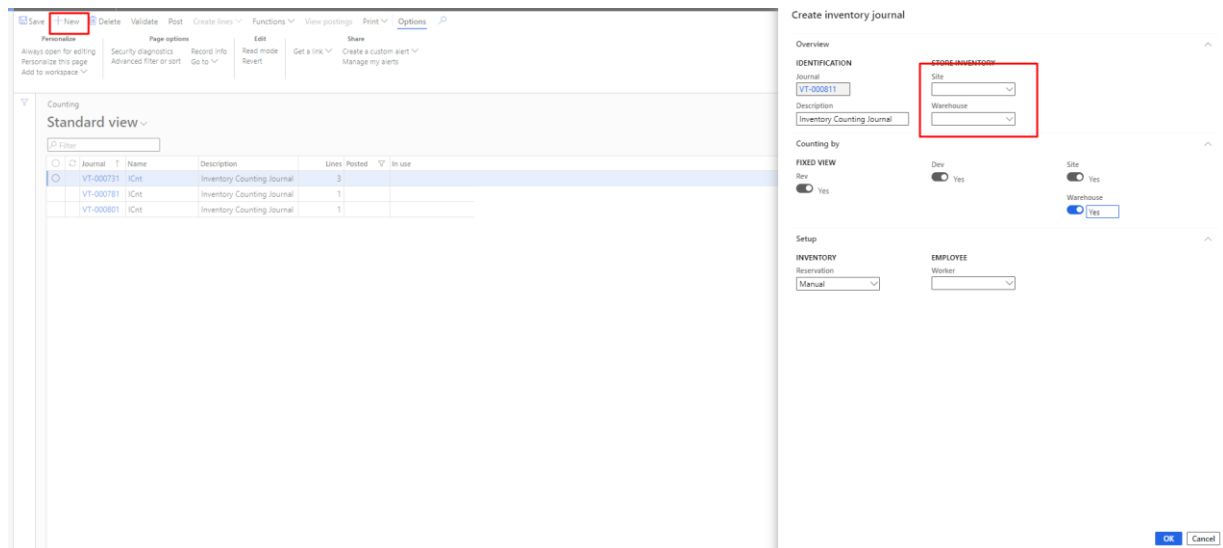 Save + New Delete Validate Post Create lines Functions View postings Print Options
Personalize Page options Edit Share
Always open for editing Security diagnostics Record info Read mode Get a link Create a custom alert
Personalize this page Advanced filter or sort Go to Revert Manage my alerts
Add to workspace
Counting
Standard view
Filter
Journal ↑ Name Description Lines Posted In use
VT-000731 ICnt Inventory Counting Journal 3
VT-000781 ICnt Inventory Counting Journal 1
VT-000801 ICnt Inventory Counting Journal 1
Create inventory journal
Overview
IDENTIFICATION STORE INVENTORY
Journal Site
VT-000811
Description Warehouse
Inventory Counting Journal
Counting by
FIXED VIEW Dev Site
Rev Yes Yes
Yes Warehouse
Yes
Setup
INVENTORY EMPLOYEE
Reservation Worker
Manual
OK Cancel